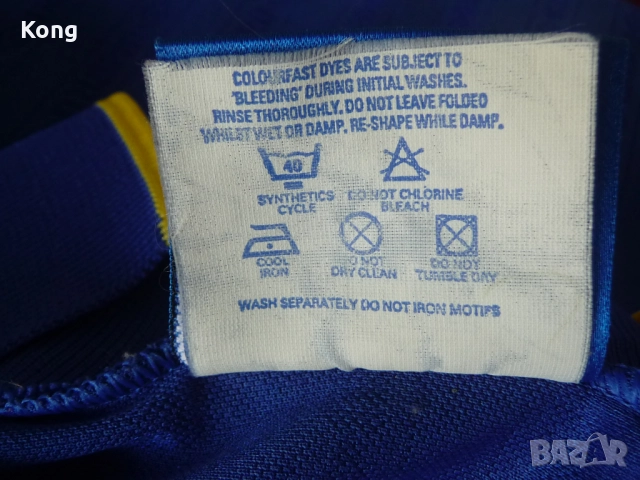 Kong
COLOURFAST DYES ARE SUBJECT TO
'BLEEDING' DURING INITIAL WASHES.
RINSE THOROUGHLY. DO NOT LEAVE FOLDED
WHILST WET OR DAMP. RE-SHAPE WHILE DAMP.
40
SYNTHETICS
CYCLE
DO NOT CHLORINE
BLEACH
COOL
IRON
DO NOT
DRY CLEAN
DO NOT
TUMBLE DRY
WASH SEPARATELY DO NOT IRON MOTIFS
BAZAR